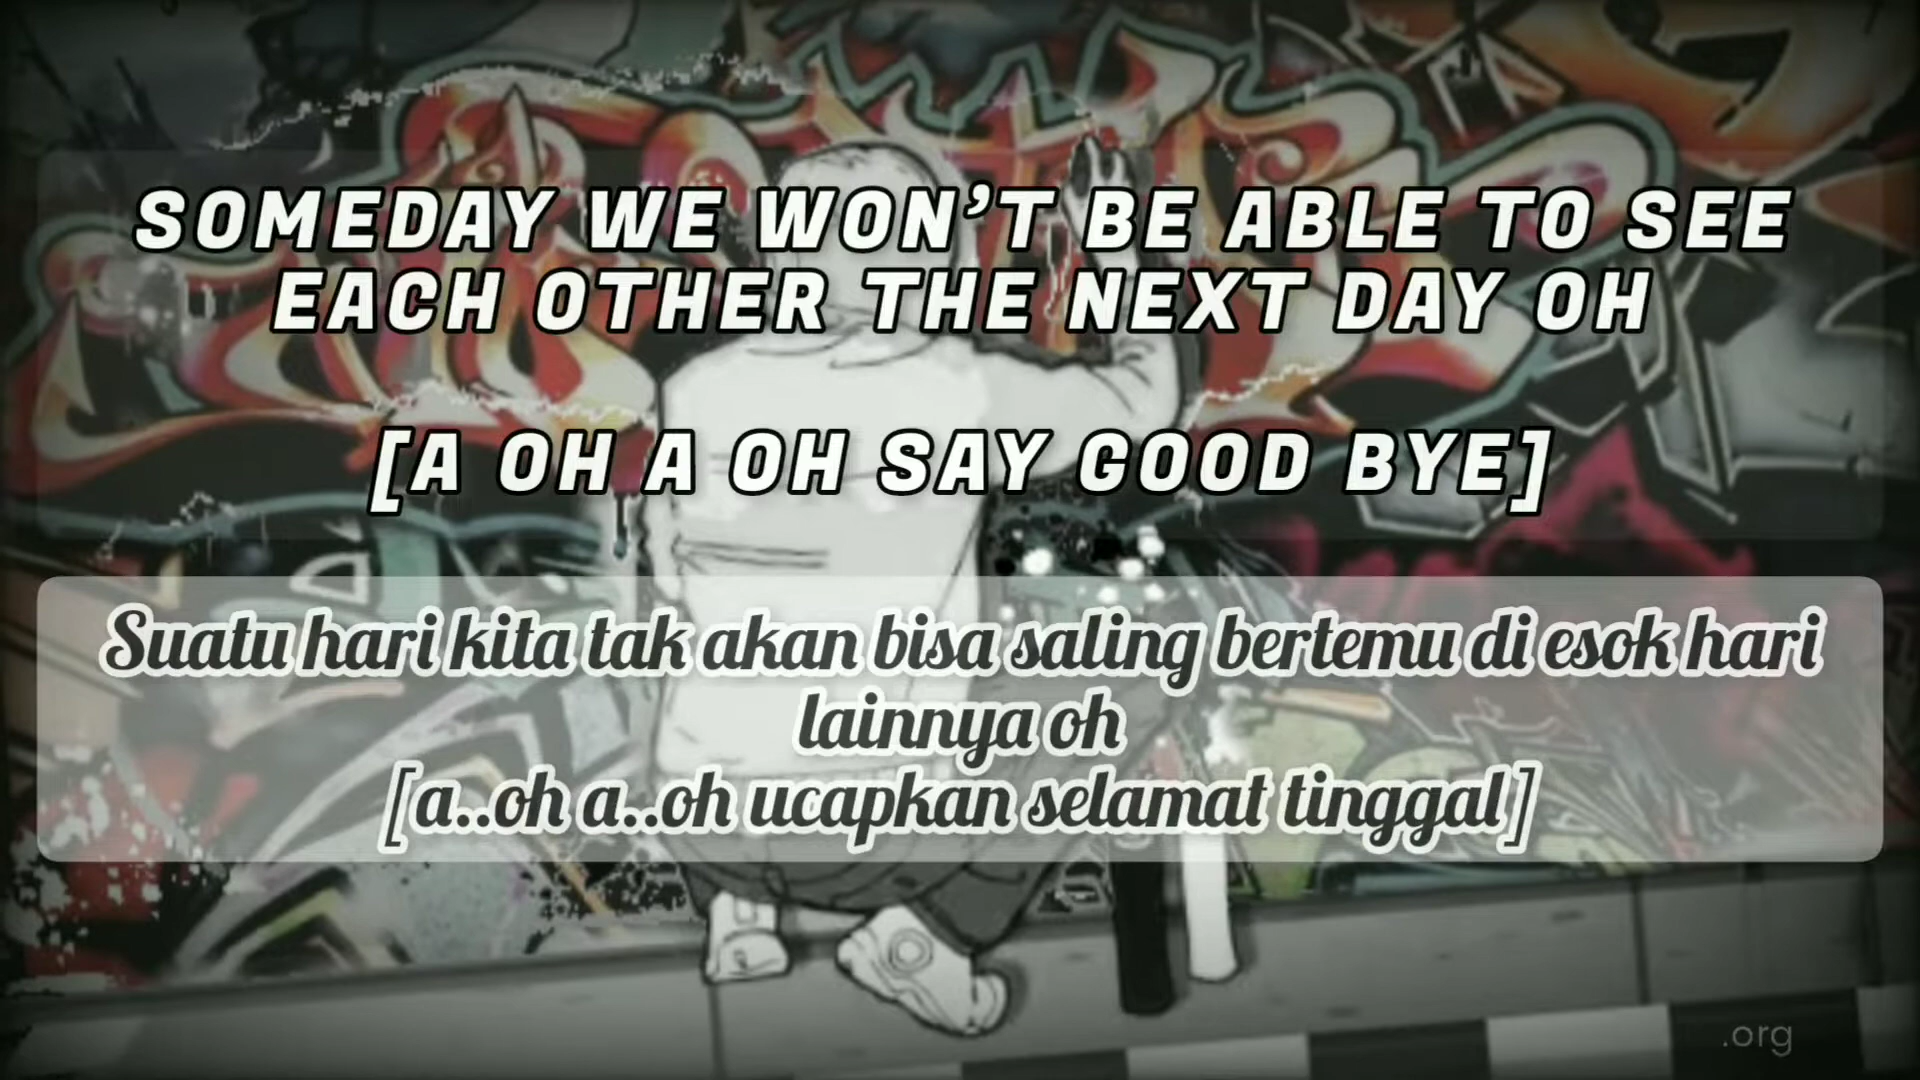 SOMEDAY WE WON'T BE ABLE TO SEE
EACH OTHER THE NEXT DAY OH
[A OH A OH SAY GOOD BYE]
Suatu hari kita tak akan bisa saling bertemu di esok hari
lainnya oh
[a..oh a..oh ucapkan selamat tinggal]
.org